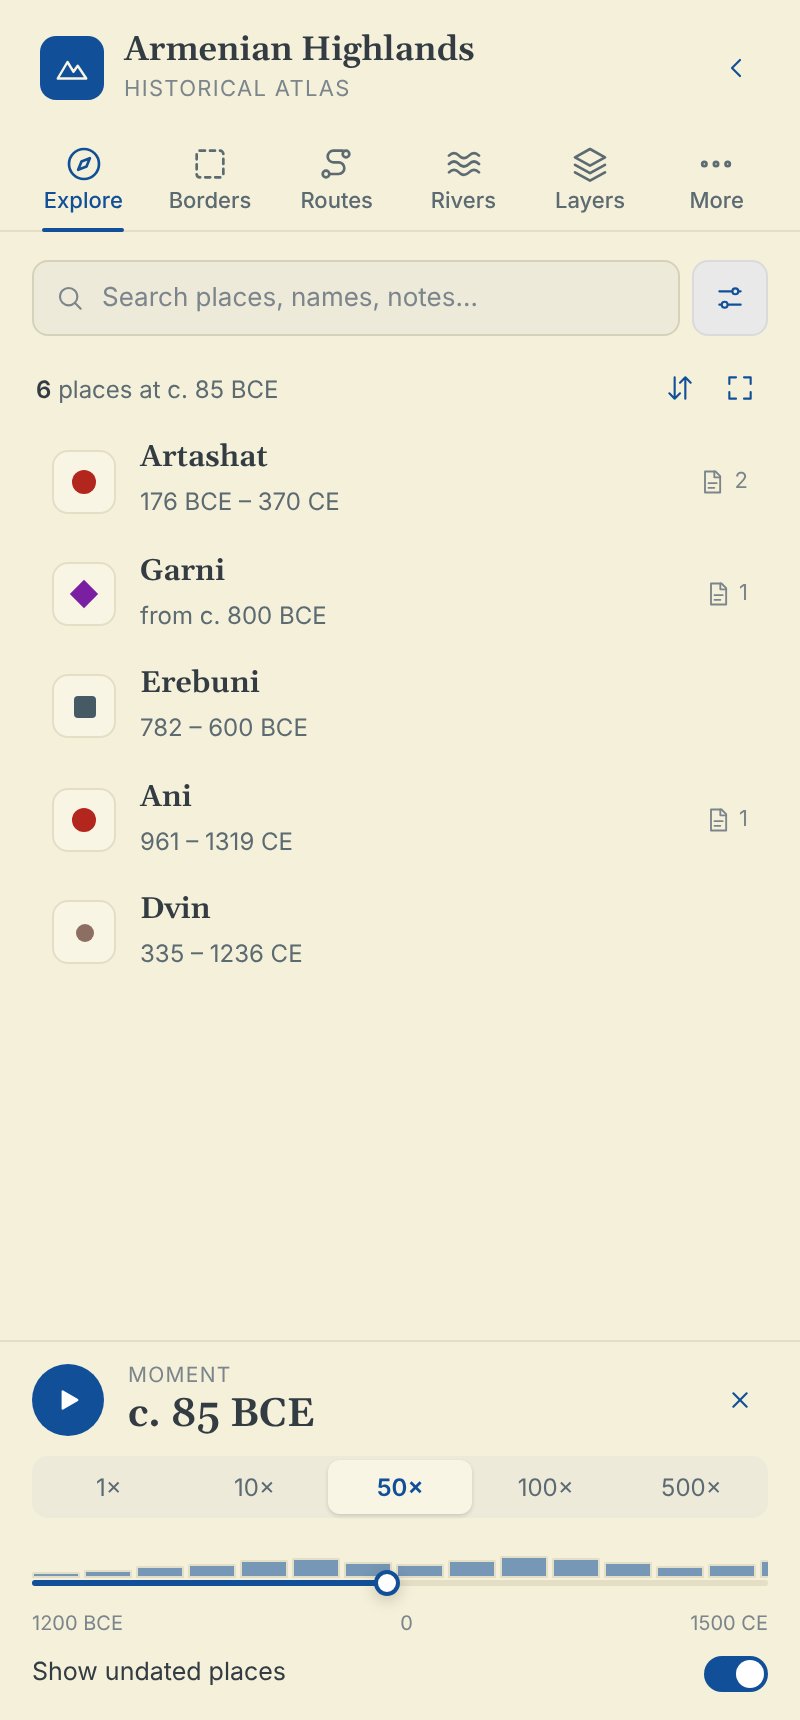 Armenian Highlands
HISTORICAL ATLAS
Explore
Borders
Routes
Rivers
Layers
More
Search places, names, notes...
6 places at c. 85 BCE
Artashat
176 BCE – 370 CE
2
Garni
from c. 800 BCE
1
Erebuni
782 – 600 BCE
Ani
961 – 1319 CE
1
Dvin
335 – 1236 CE
MOMENT
c. 85 BCE
1×
10×
50×
100×
500×
1200 BCE
0
1500 CE
Show undated places